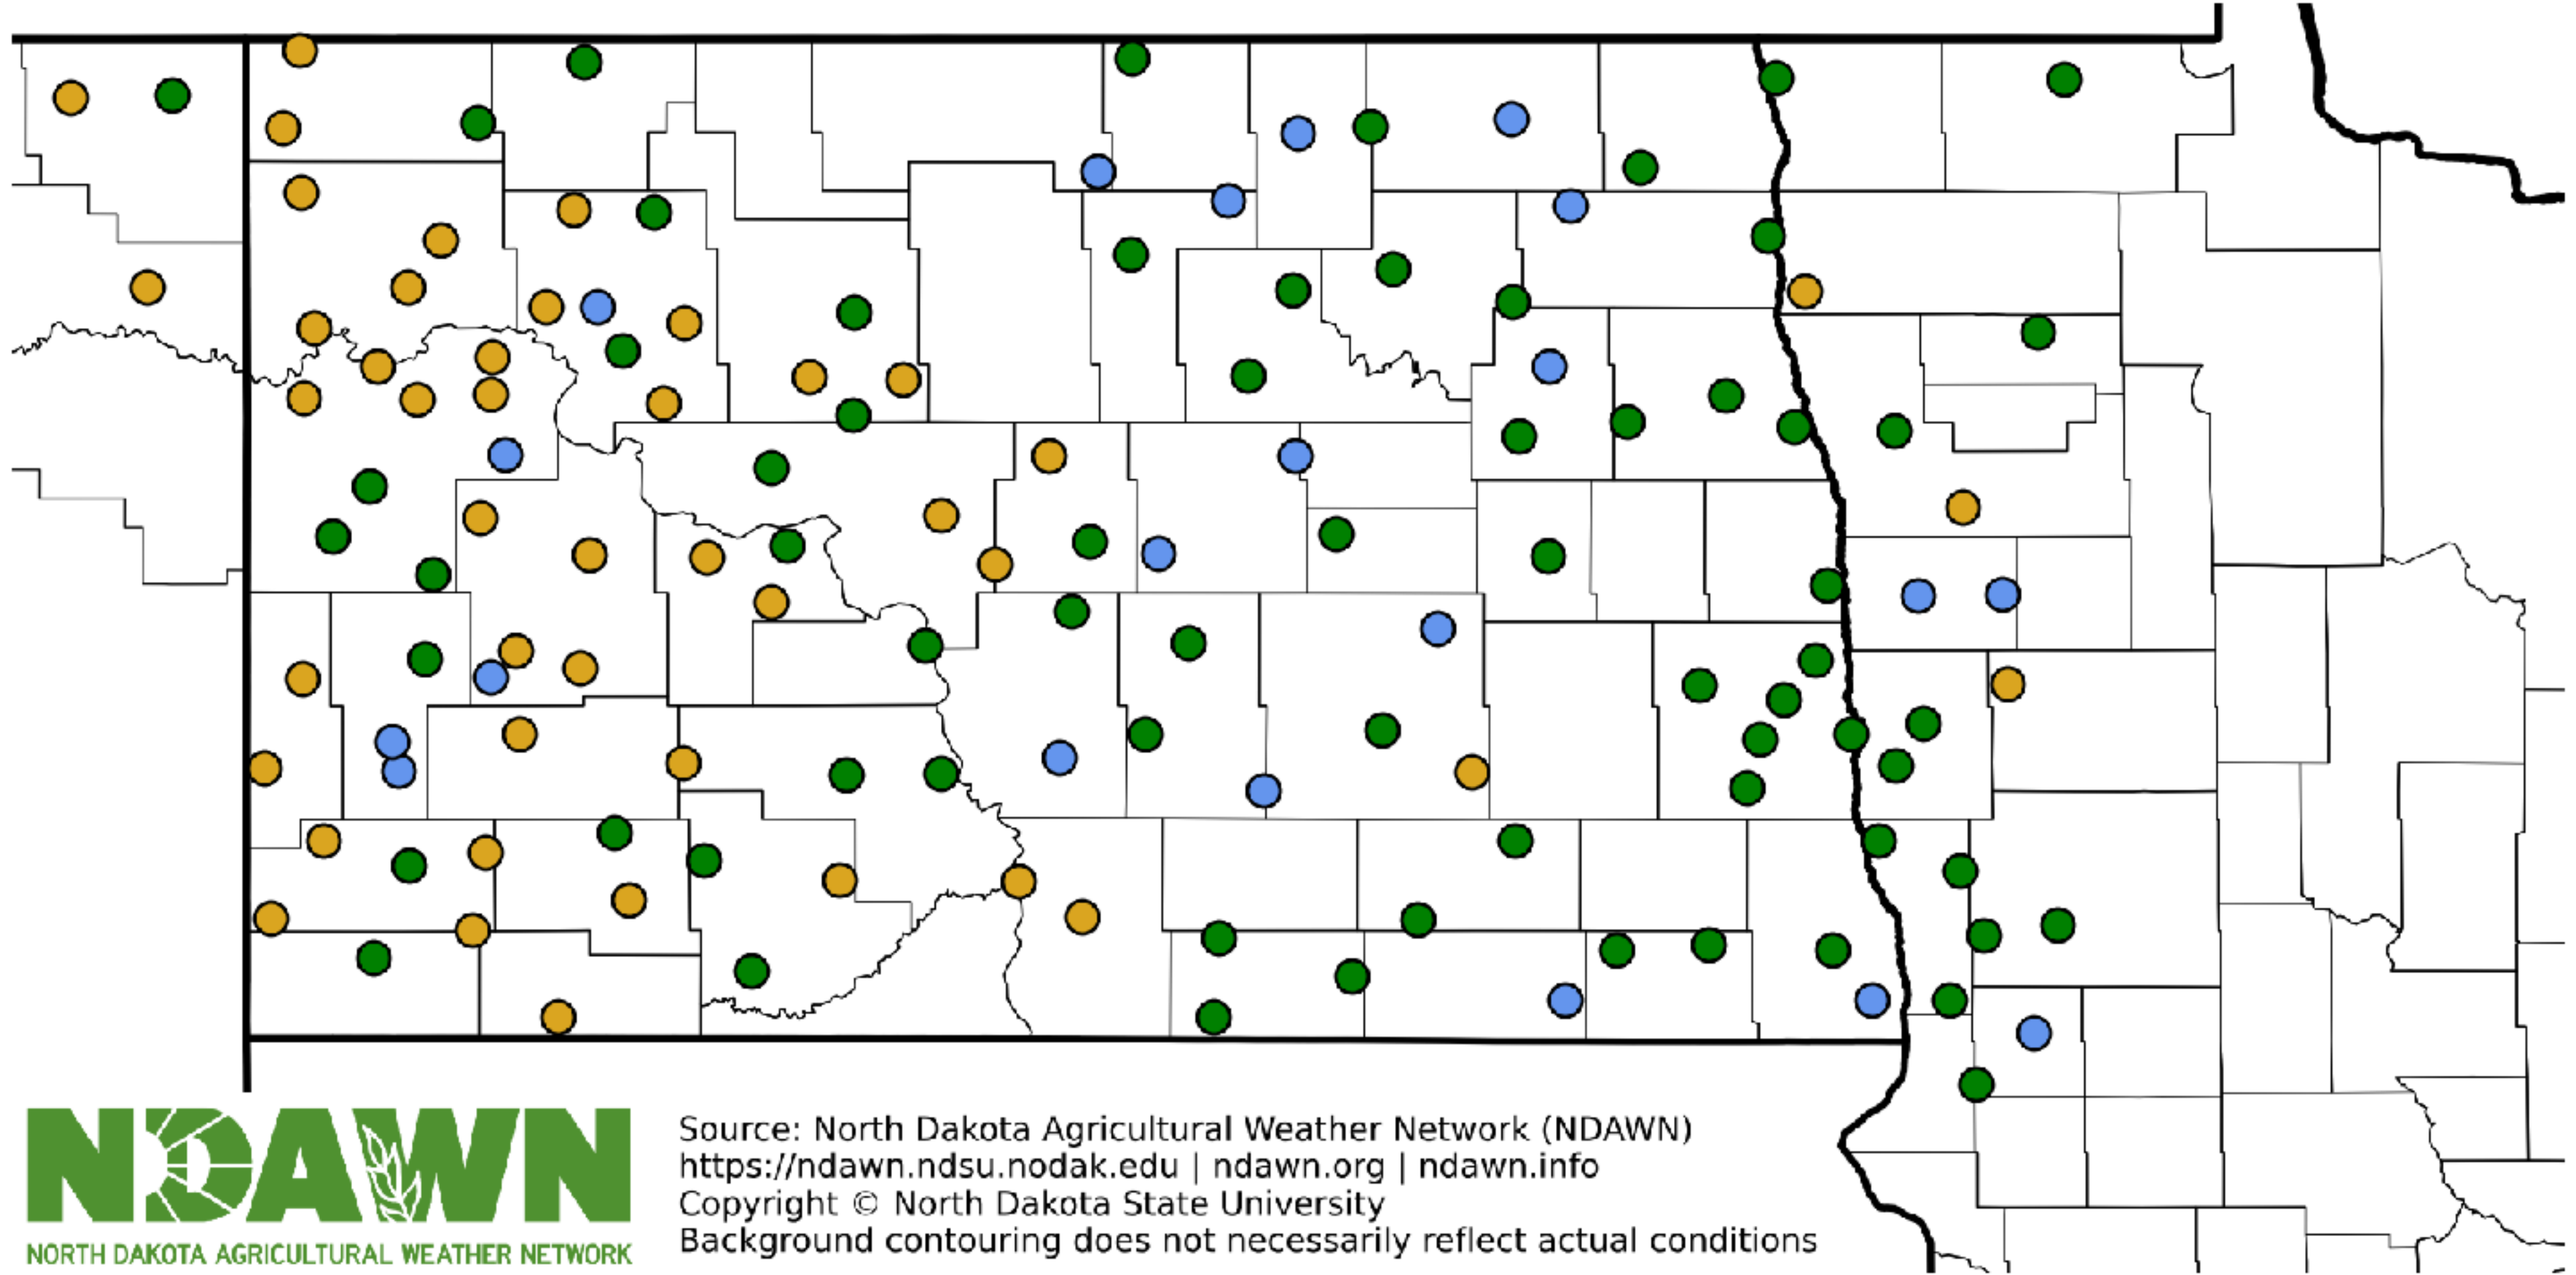 NDAWN
NORTH DAKOTA AGRICULTURAL WEATHER NETWORK
Source: North Dakota Agricultural Weather Network (NDAWN)
https://ndawn.ndsu.nodak.edu | ndawn.org | ndawn.info
Copyright © North Dakota State University
Background contouring does not necessarily reflect actual conditions